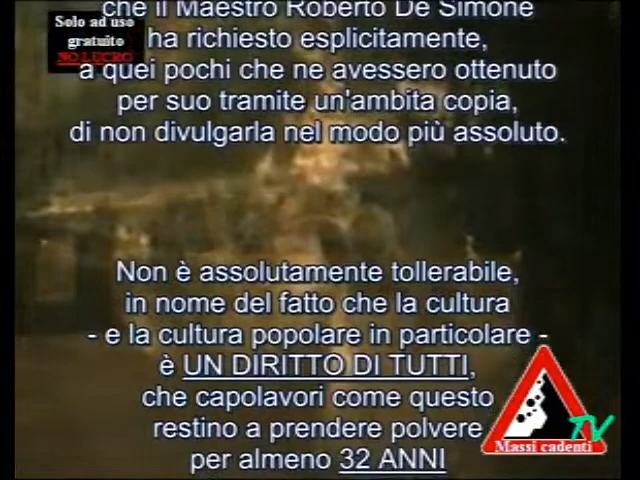 che il Maestro Roberto De Simone
Solo ad uso
gratuito
NO LUCRO
ha richiesto esplicitamente,
a quei pochi che ne avessero ottenuto
per suo tramite un'ambita copia,
di non divulgarla nel modo più assoluto.
Non è assolutamente tollerabile,
in nome del fatto che la cultura
- e la cultura popolare in particolare -
è UN DIRITTO DI TUTTI,
che capolavori come questo
restino a prendere polvere
per almeno 32 ANNI
TV
Massi cadenti